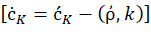 [ċ_K = ć_K − (ṕ, k)]